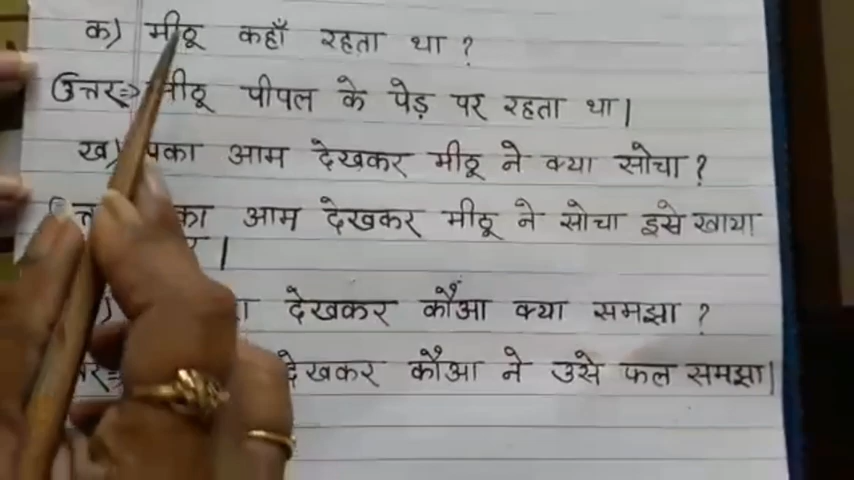 क) मीठू कहाँ रहता था ?
उत्तर⇒ मीठू पीपल के पेड़ पर रहता था।
ख) पका आम देखकर मीठू ने क्या सोचा ?
आम देखकर मीठू ने सोचा इसे खाया
।
देखकर कौआ क्या समझा ?
देखकर कौआ ने उसे फल समझा।